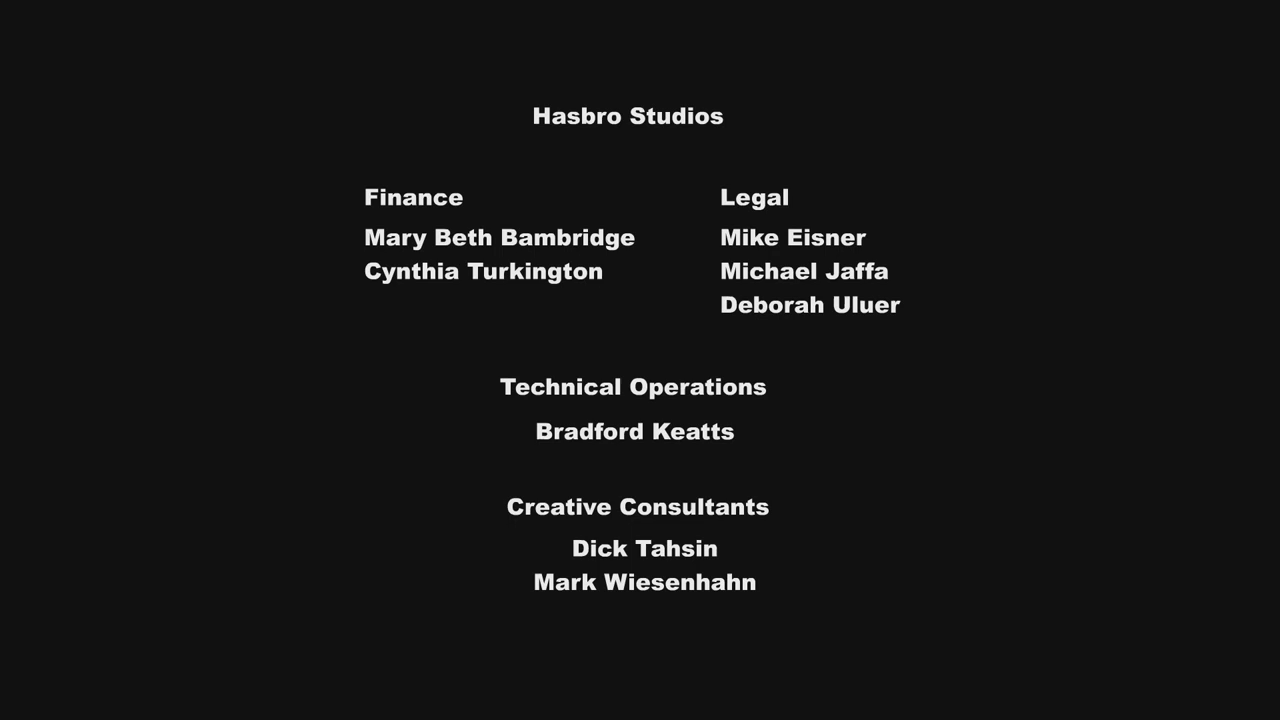 Hasbro Studios
Finance
Mary Beth Bambridge
Cynthia Turkington
Legal
Mike Eisner
Michael Jaffa
Deborah Uluer
Technical Operations
Bradford Keatts
Creative Consultants
Dick Tahsin
Mark Wiesenhahn